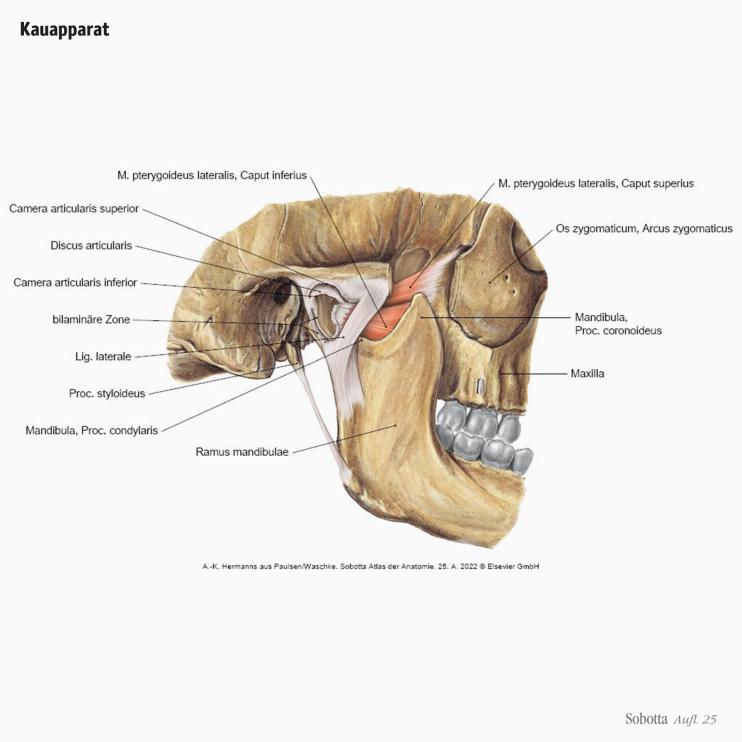 Kauapparat
M. pterygoideus lateralis, Caput inferius
M. pterygoideus lateralis, Caput superius
Camera articularis superior
Os zygomaticum, Arcus zygomaticus
Discus articularis
Camera articularis inferior
bilaminäre Zone
Mandibula,
Proc. coronoideus
Lig. laterale
Maxilla
Proc. styloideus
Mandibula, Proc. condylaris
Ramus mandibulae
A.-K. Hermanns aus Paulsen/Waschke, Sobotta Atlas der Anatomie, 25. A. 2022 © Elsevier GmbH
Sobotta Aufl. 25